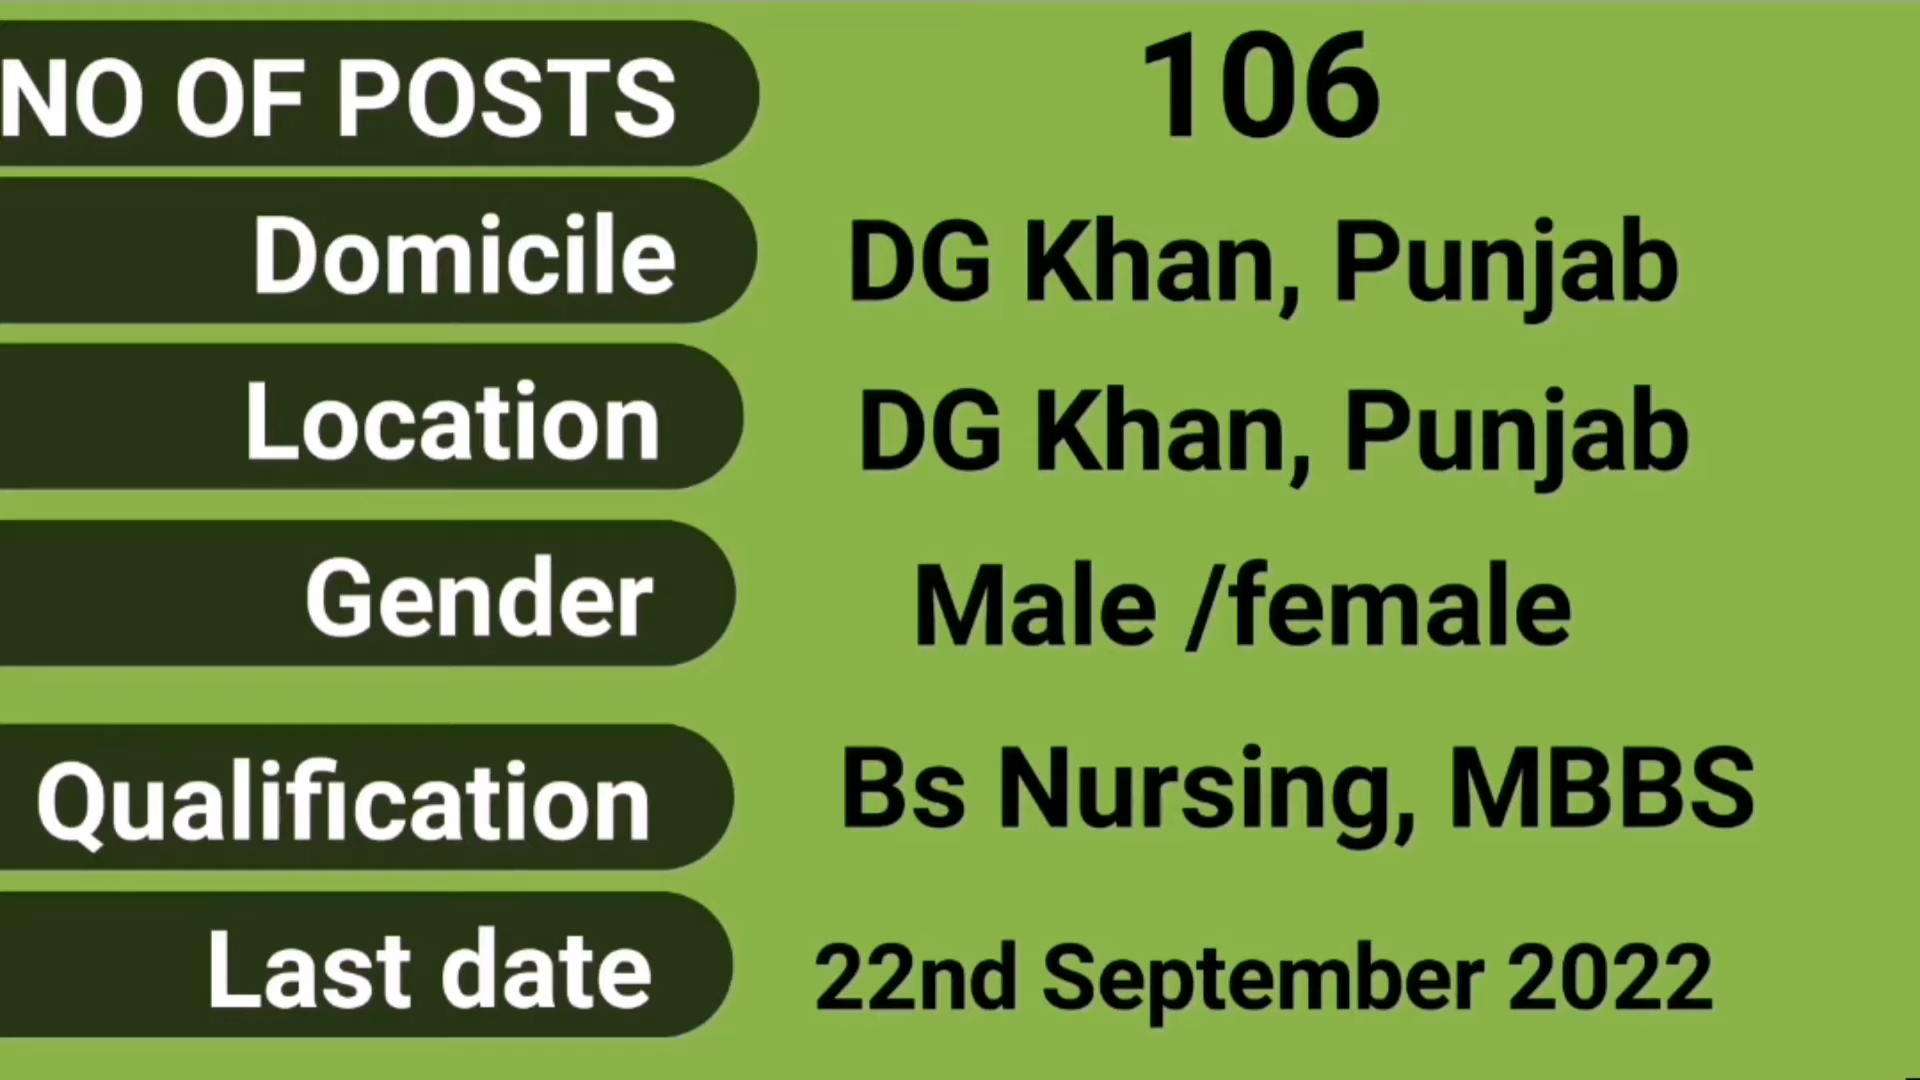 NO OF POSTS 106
Domicile DG Khan, Punjab
Location DG Khan, Punjab
Gender Male /female
Qualification Bs Nursing, MBBS
Last date 22nd September 2022